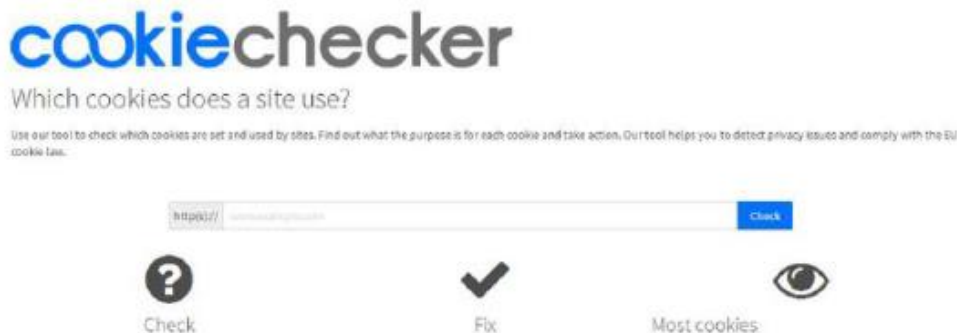 cookiechecker
Which cookies does a site use?
Use our tool to check which cookies are set and used by sites. Find out what the purpose is for each cookie and take action. Our tool helps you to detect privacy issues and comply with the EU
cookie law.
http(s):// Check
Check Fix Most cookies